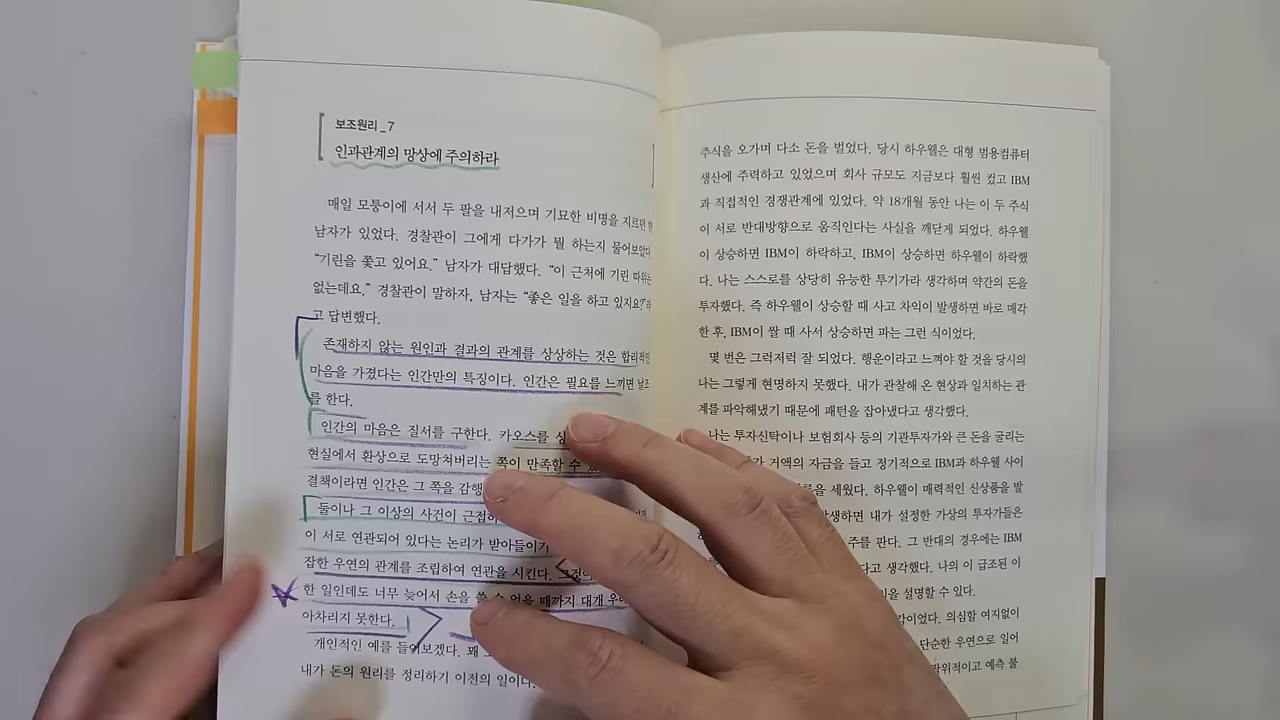 보조원리_7
인과관계의 망상에 주의하라
매일 모퉁이에 서서 두 팔을 내저으며 기묘한 비명을 지르던
남자가 있었다. 경찰관이 그에게 다가가 뭘 하는지 물어보았다.
“기린을 쫓고 있어요.” 남자가 대답했다. “이 근처에 기린 따위는
없는데요.” 경찰관이 말하자, 남자는 “좋은 일을 하고 있지요?”
고 답변했다.
존재하지 않는 원인과 결과의 관계를 상상하는 것은 합리적인
마음을 가졌다는 인간만의 특징이다. 인간은 필요를 느끼면 날조
를 한다.
인간의 마음은 질서를 구한다. 카오스를
현실에서 환상으로 도망쳐버리는 쪽이 만족할 수
결책이라면 인간은 그 쪽을 감행
둘이나 그 이상의 사건이
이 서로 연관되어 있다는 논리가
잡한 우연의 관계를 조립하여 연관을 시킨다.
한 일인데도 너무 늦어서 손을 쓸 수 없을 때까지 대개
아차리지 못한다.
개인적인 예를 들어보겠다. 꽤
내가 돈의 원리를 정리하기 이전의 일이다.
주식을 오가며 다소 돈을 벌었다. 당시 하우웰은 대형 범용컴퓨터
생산에 주력하고 있었으며 회사 규모도 지금보다 훨씬 컸고 IBM
과 직접적인 경쟁관계에 있었다. 약 18개월 동안 나는 이 두 주식
이 서로 반대방향으로 움직인다는 사실을 깨닫게 되었다. 하우웰
이 상승하면 IBM이 하락하고, IBM이 상승하면 하우웰이 하락했
다. 나는 스스로를 상당히 유능한 투기가라 생각하며 약간의 돈을
투자했다. 즉 하우웰이 상승할 때 사고 차익이 발생하면 바로 매각
한 후, IBM이 쌀 때 사서 상승하면 파는 그런 식이었다.
몇 번은 그럭저럭 잘 되었다. 행운이라고 느껴야 할 것을 당시의
나는 그렇게 현명하지 못했다. 내가 관찰해 온 현상과 일치하는 관
계를 파악해냈기 때문에 패턴을 잡아냈다고 생각했다.
나는 투자신탁이나 보험회사 등의 기관투자가와 큰 돈을 굴리는
거액의 자금을 들고 정기적으로 IBM과 하우웰 사이
세웠다. 하우웰이 매력적인 신상품을 발
내가 설정한 가상의 투자가들은
주를 판다. 그 반대의 경우에는 IBM
생각했다. 나의 이 급조된 이
설명할 수 있다.
의심할 여지없이
단순한 우연으로 일어
예측 불